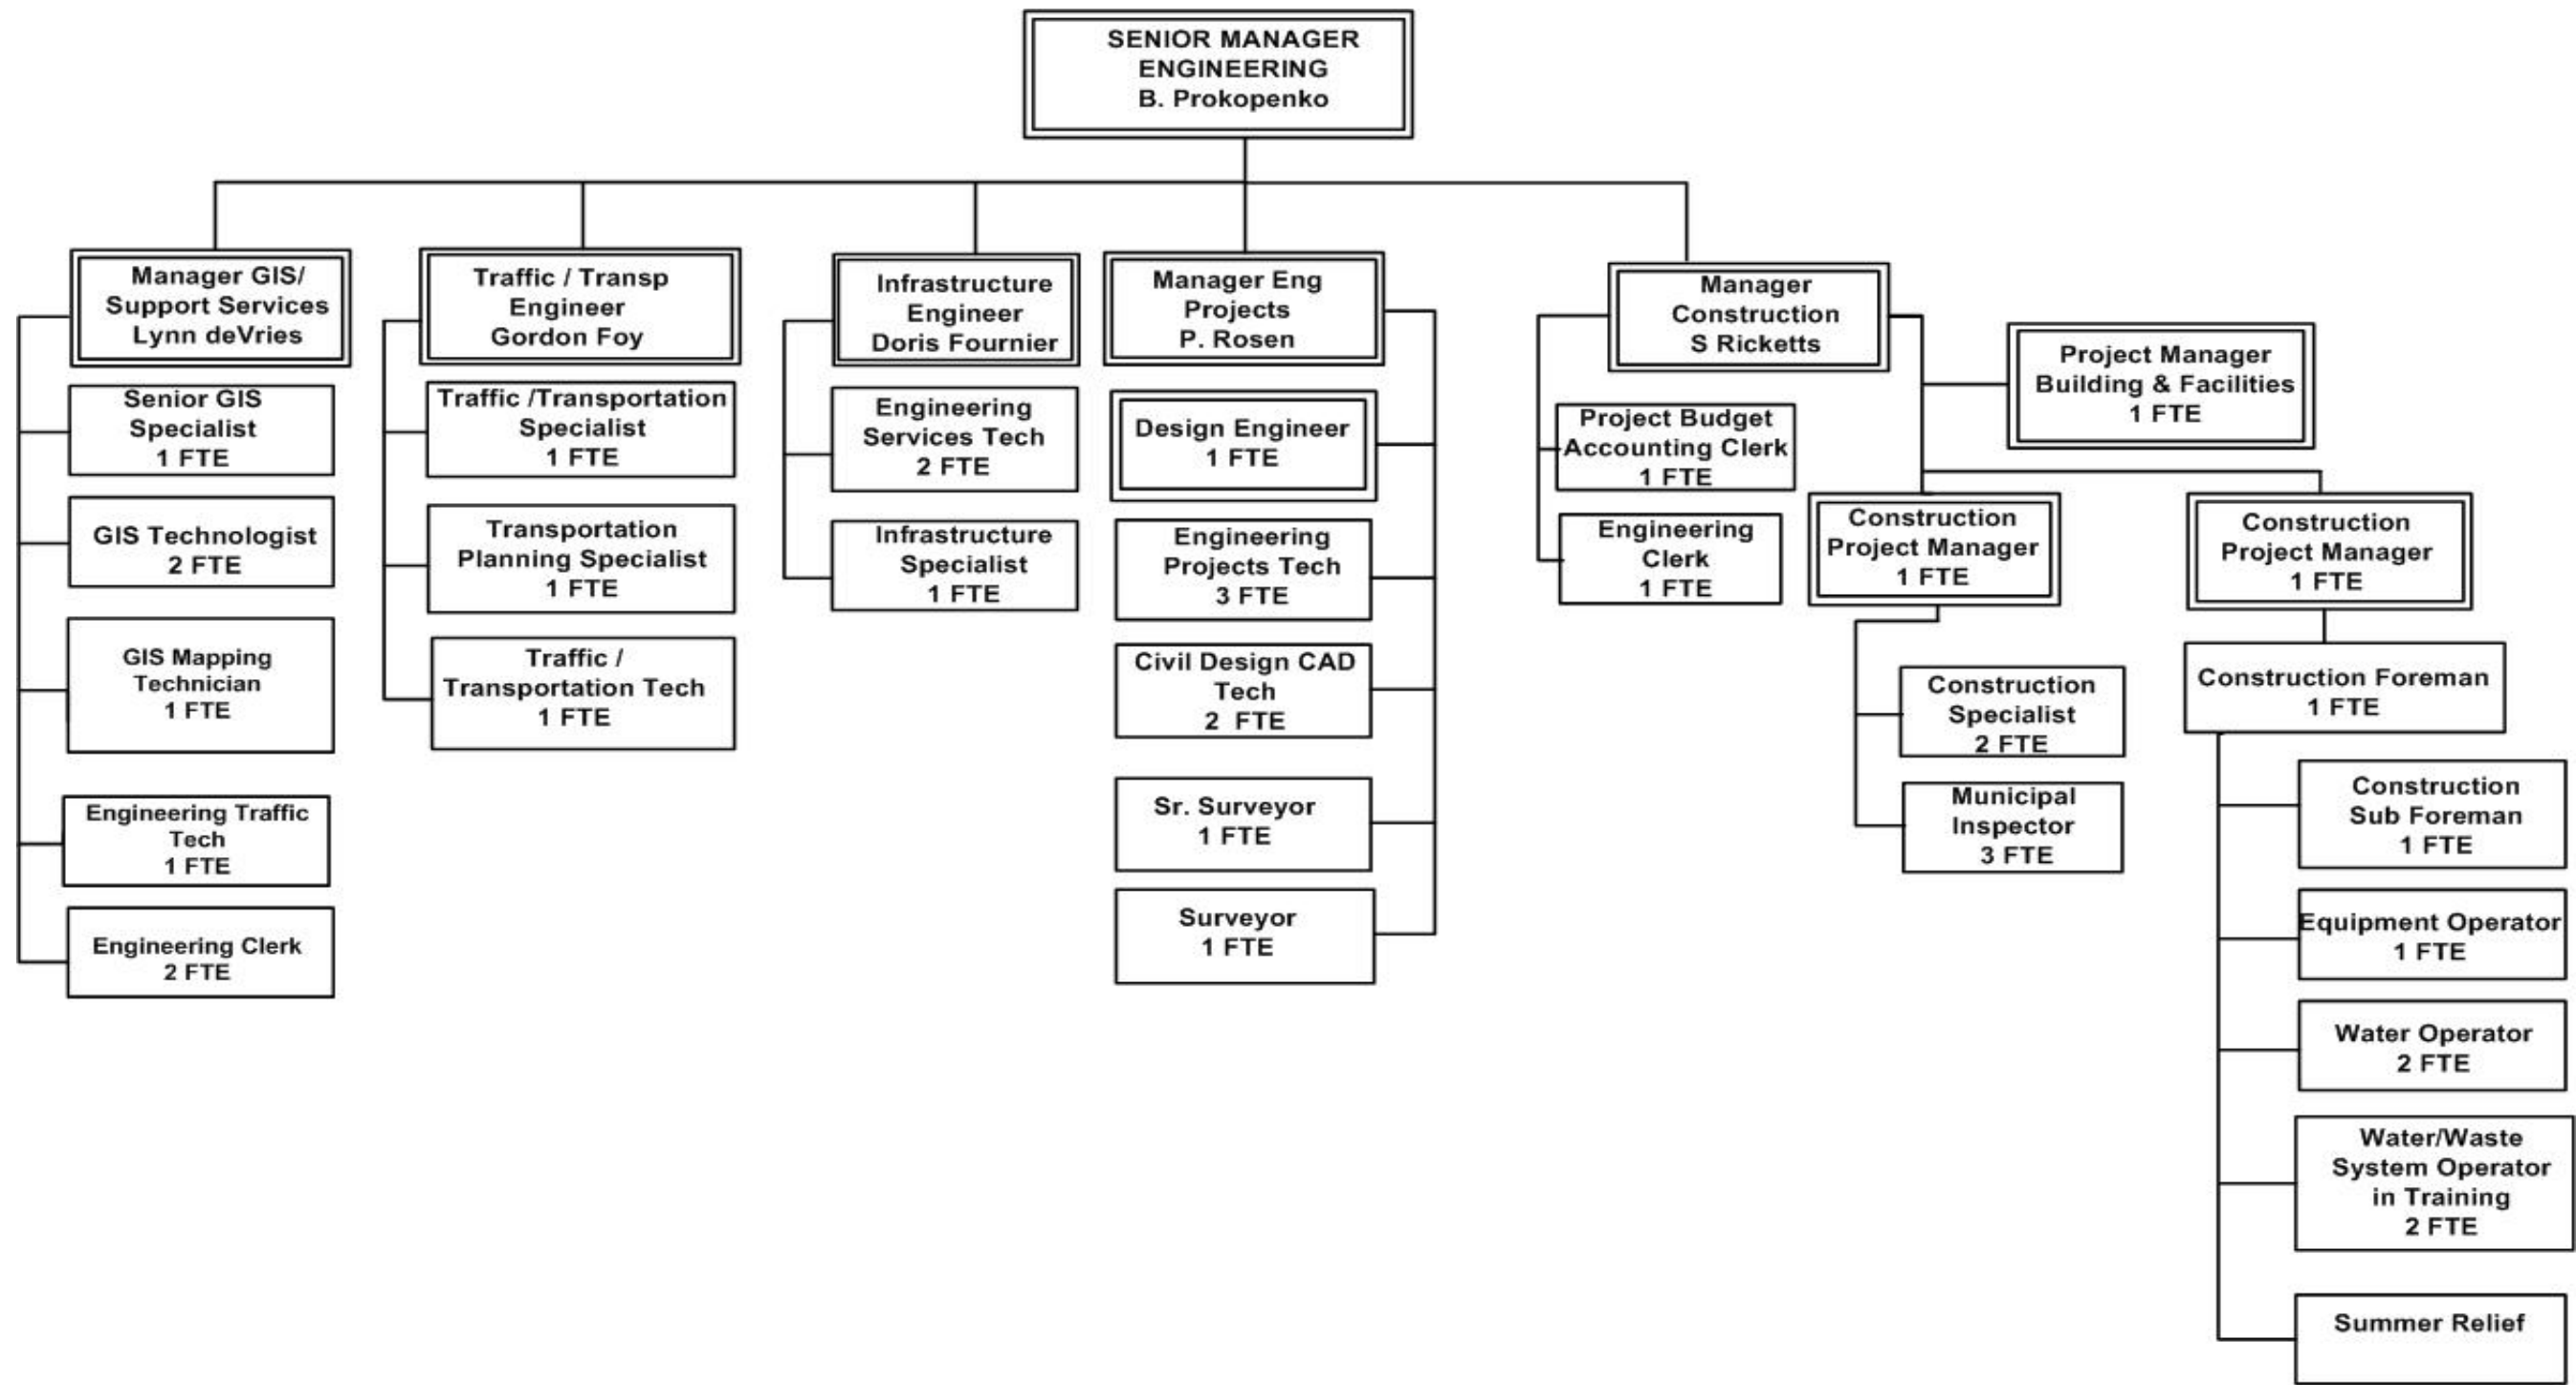 SENIOR MANAGER
ENGINEERING
B. Prokopenko
Manager GIS/
Support Services
Lynn deVries
Senior GIS
Specialist
1 FTE
GIS Technologist
2 FTE
GIS Mapping
Technician
1 FTE
Engineering Traffic
Tech
1 FTE
Engineering Clerk
2 FTE
Traffic / Transp
Engineer
Gordon Foy
Traffic /Transportation
Specialist
1 FTE
Transportation
Planning Specialist
1 FTE
Traffic /
Transportation Tech
1 FTE
Infrastructure
Engineer
Doris Fournier
Engineering
Services Tech
2 FTE
Infrastructure
Specialist
1 FTE
Manager Eng
Projects
P. Rosen
Design Engineer
1 FTE
Engineering
Projects Tech
3 FTE
Civil Design CAD
Tech
2 FTE
Sr. Surveyor
1 FTE
Surveyor
1 FTE
Manager
Construction
S Ricketts
Project Budget
Accounting Clerk
1 FTE
Engineering
Clerk
1 FTE
Project Manager
Building & Facilities
1 FTE
Construction
Project Manager
1 FTE
Construction
Specialist
2 FTE
Municipal
Inspector
3 FTE
Construction
Project Manager
1 FTE
Construction Foreman
1 FTE
Construction
Sub Foreman
1 FTE
Equipment Operator
1 FTE
Water Operator
2 FTE
Water/Waste
System Operator
in Training
2 FTE
Summer Relief